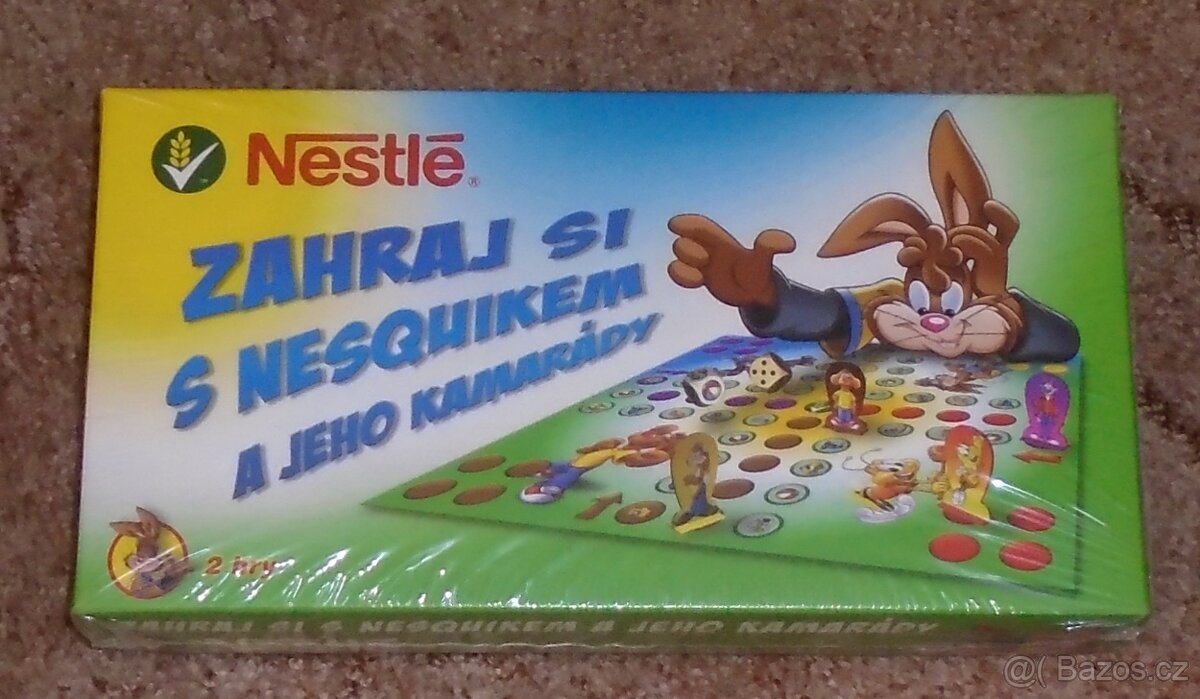 Nestlé®
ZAHRAJ SI
S NESQUIKEM
A JEHO KAMARÁDY
2 hry
ZAHRAJ SI S NESQUIKEM A JEHO KAMARÁDY
@( Bazos.cz